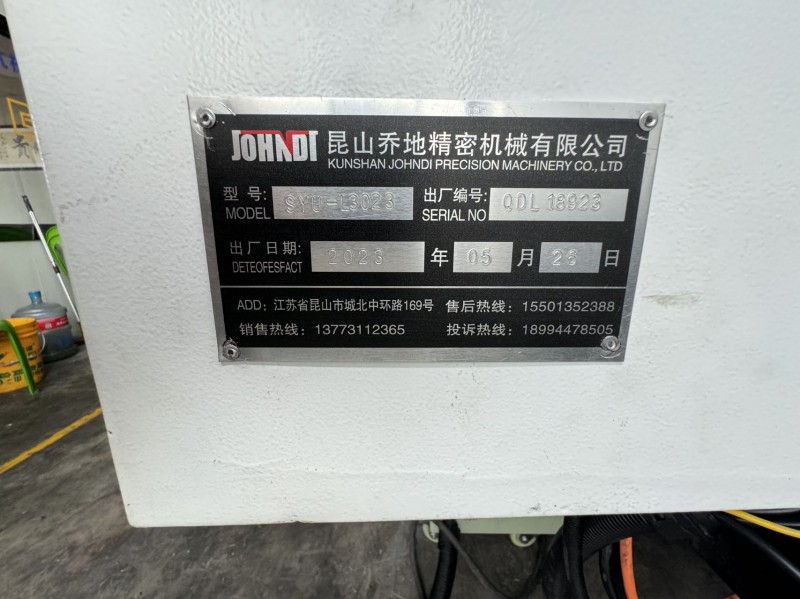 JOHNDI 昆山乔地精密机械有限公司
KUNSHAN JOHNDI PRECISION MACHINERY CO., LTD
型 号: 出厂编号:
MODEL SYU-L3023 SERIAL NO QDL18923
出厂日期: 2023 年 05 月 26 日
DETEOFESFACT
ADD: 江苏省昆山市城北中环路169号 售后热线: 15501352388
销售热线: 13773112365 投诉热线: 18994478505